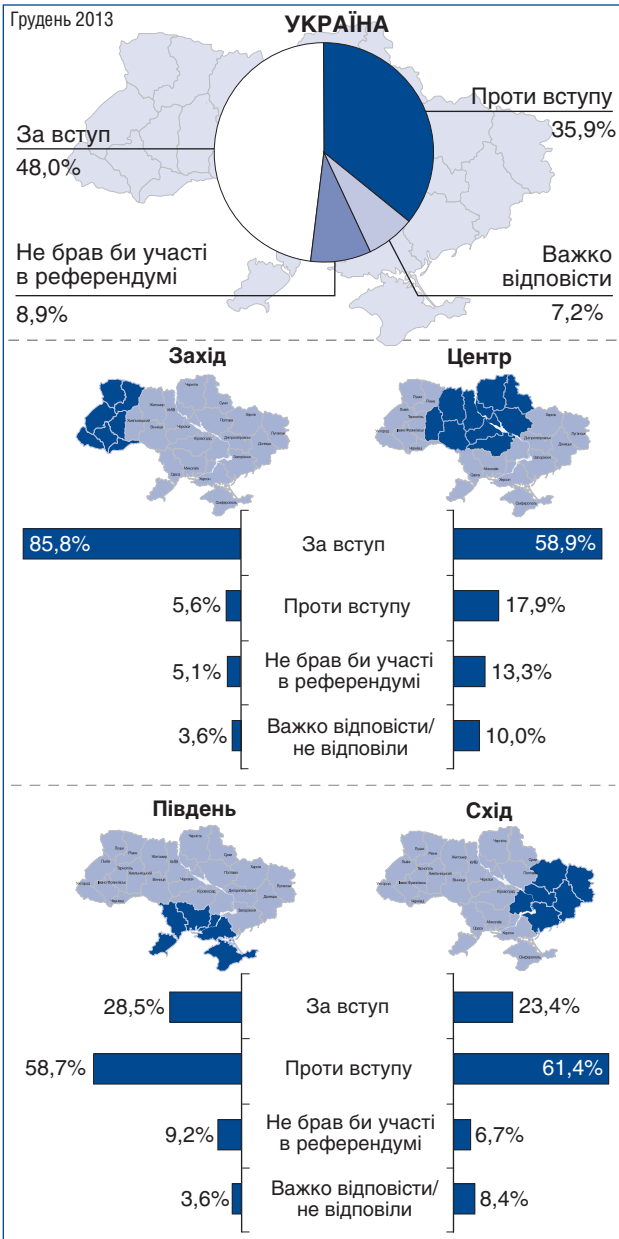 Грудень 2013
УКРАЇНА
За вступ
48,0%
Проти вступу
35,9%
Не брав би участі
в референдумі
8,9%
Важко
відповісти
7,2%
Захід
Центр
85,8%
За вступ
58,9%
5,6%
Проти вступу
17,9%
5,1%
Не брав би участі
в референдумі
13,3%
3,6%
Важко відповісти/
не відповіли
10,0%
Південь
Схід
28,5%
За вступ
23,4%
58,7%
Проти вступу
61,4%
9,2%
Не брав би участі
в референдумі
6,7%
3,6%
Важко відповісти/
не відповіли
8,4%